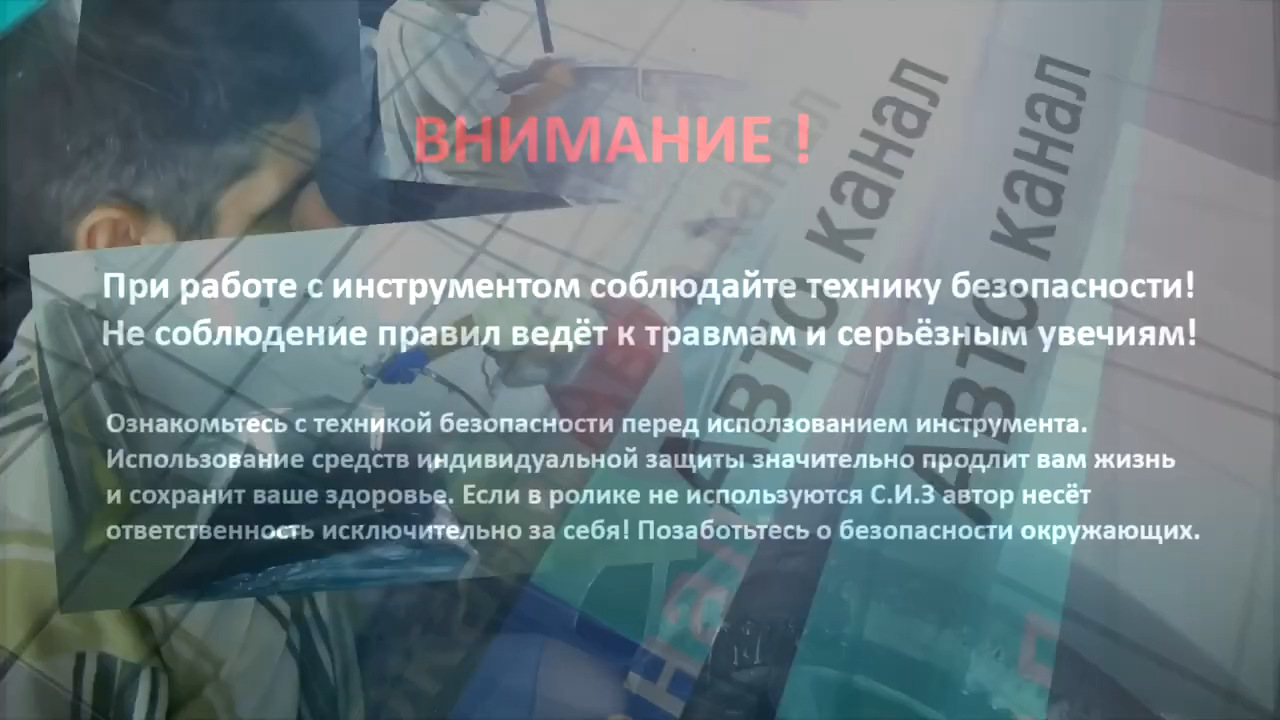 ВНИМАНИЕ !
При работе с инструментом соблюдайте технику безопасности!
Не соблюдение правил ведёт к травмам и серьёзным увечиям!
Ознакомьтесь с техникой безопасности перед исползованием инструмента.
Использование средств индивидуальной защиты значительно продлит вам жизнь
и сохранит ваше здоровье. Если в ролике не используются С.И.З автор несёт
ответственность исключительно за себя! Позаботьтесь о безопасности окружающих.
Авто канал
Авто канал